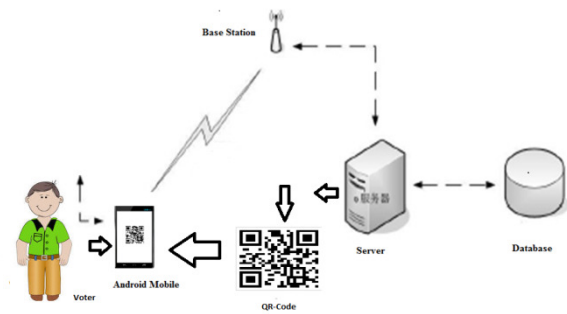 Base Station
服务器
Server
Database
Voter
Android Mobile
QR-Code